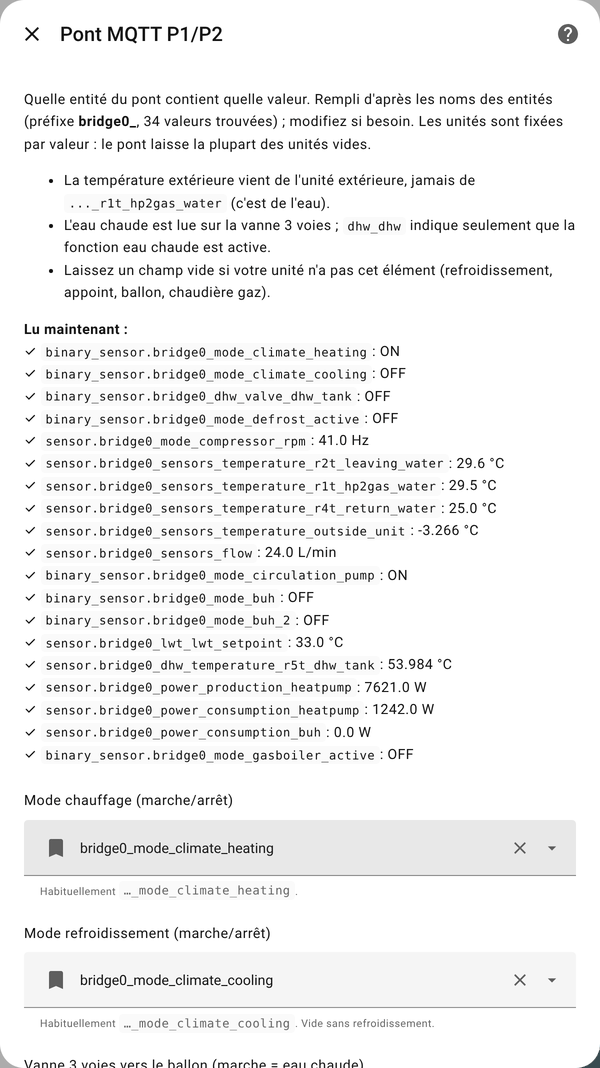 Pont MQTT P1/P2
Quelle entité du pont contient quelle valeur. Rempli d'après les noms des entités
(préfixe bridge0_, 34 valeurs trouvées) ; modifiez si besoin. Les unités sont fixées
par valeur : le pont laisse la plupart des unités vides.
• La température extérieure vient de l'unité extérieure, jamais de
..._r1t_hp2gas_water (c'est de l'eau).
• L'eau chaude est lue sur la vanne 3 voies ; dhw_dhw indique seulement que la
fonction eau chaude est active.
• Laissez un champ vide si votre unité n'a pas cet élément (refroidissement,
appoint, ballon, chaudière gaz).
Lu maintenant :
✓ binary_sensor.bridge0_mode_climate_heating : ON
✓ binary_sensor.bridge0_mode_climate_cooling : OFF
✓ binary_sensor.bridge0_dhw_valve_dhw_tank : OFF
✓ binary_sensor.bridge0_mode_defrost_active : OFF
✓ sensor.bridge0_mode_compressor_rpm : 41.0 Hz
✓ sensor.bridge0_sensors_temperature_r2t_leaving_water : 29.6 °C
✓ sensor.bridge0_sensors_temperature_r1t_hp2gas_water : 29.5 °C
✓ sensor.bridge0_sensors_temperature_r4t_return_water : 25.0 °C
✓ sensor.bridge0_sensors_temperature_outside_unit : -3.266 °C
✓ sensor.bridge0_sensors_flow : 24.0 L/min
✓ binary_sensor.bridge0_mode_circulation_pump : ON
✓ binary_sensor.bridge0_mode_buh : OFF
✓ binary_sensor.bridge0_mode_buh_2 : OFF
✓ sensor.bridge0_lwt_lwt_setpoint : 33.0 °C
✓ sensor.bridge0_dhw_temperature_r5t_dhw_tank : 53.984 °C
✓ sensor.bridge0_power_production_heatpump : 7621.0 W
✓ sensor.bridge0_power_consumption_heatpump : 1242.0 W
✓ sensor.bridge0_power_consumption_buh : 0.0 W
✓ binary_sensor.bridge0_mode_gasboiler_active : OFF
Mode chauffage (marche/arrêt)
bridge0_mode_climate_heating
Habituellement …_mode_climate_heating .
Mode refroidissement (marche/arrêt)
bridge0_mode_climate_cooling
Habituellement …_mode_climate_cooling . Vide sans refroidissement.
Vanne 3 voies vers le ballon (marche = eau chaude)